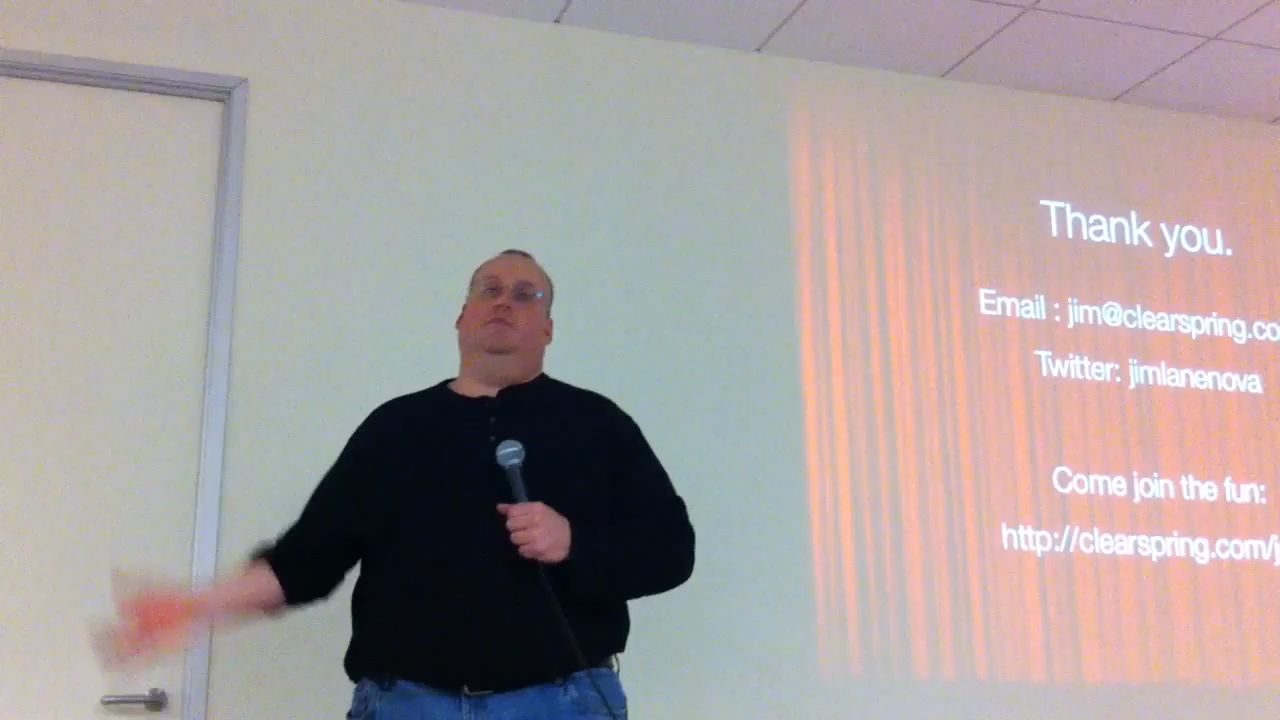 Thank you.
Email : jim@clearspring.co
Twitter: jimlanenova
Come join the fun:
http://clearspring.com/j